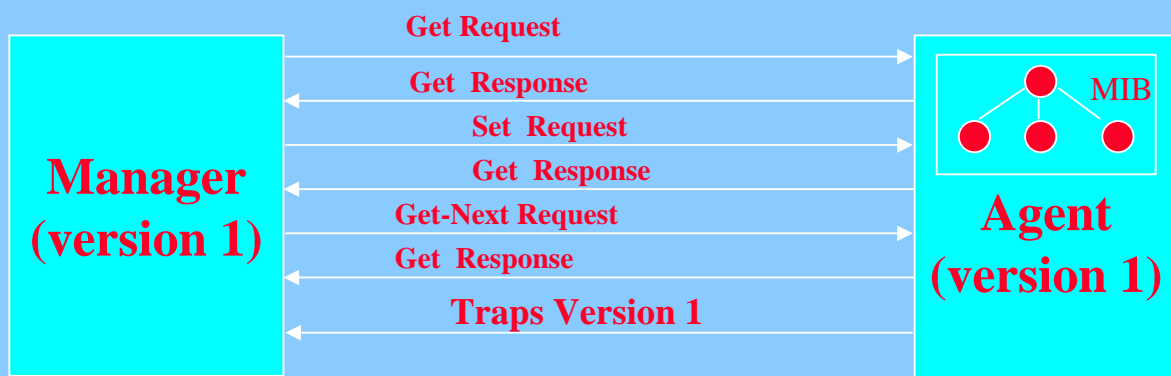 Get Request
Get Response
MIB
Set Request
Get Response
Manager
(version 1)
Get-Next Request
Agent
(version 1)
Get Response
Traps Version 1